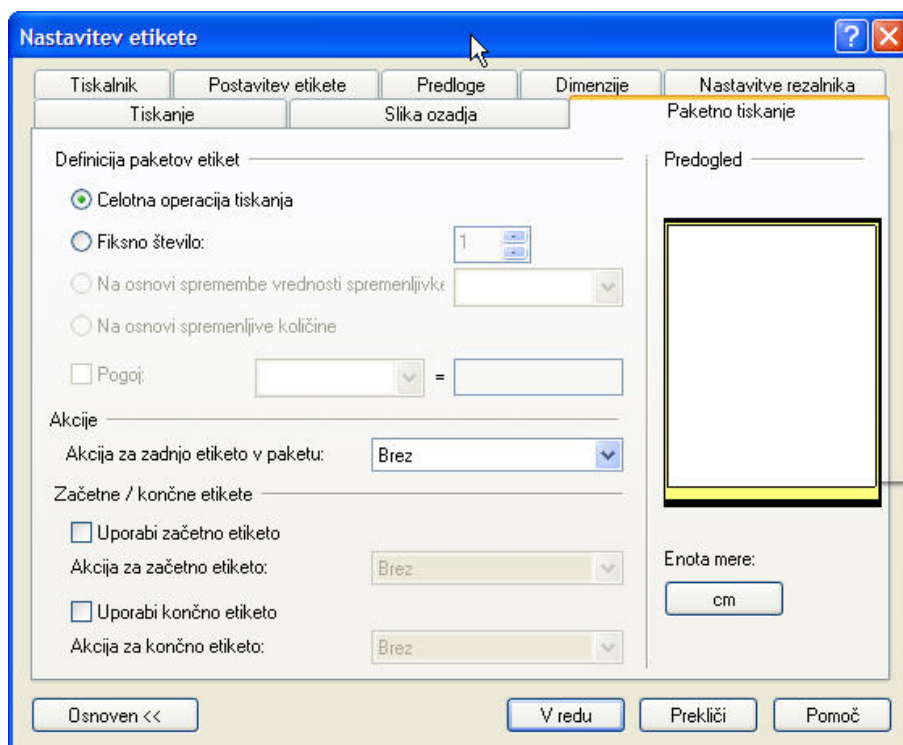 Nastavitev etikete
Tiskalnik Postavitev etikete Predloge Dimenzije Nastavitve rezalnika
Tiskanje Slika ozadja Paketno tiskanje
Definicija paketov etiket
Celotna operacija tiskanja
Fiksno število: 1
Na osnovi spremembe vrednosti spremenljivke
Na osnovi spremenljive količine
Pogoj: =
Akcije
Akcija za zadnjo etiketo v paketu: Brez
Začetne / končne etikete
Uporabi začetno etiketo
Akcija za začetno etiketo: Brez
Uporabi končno etiketo
Akcija za končno etiketo: Brez
Predogled
Enota mere:
cm
Osnoven << V redu Prekliči Pomoč